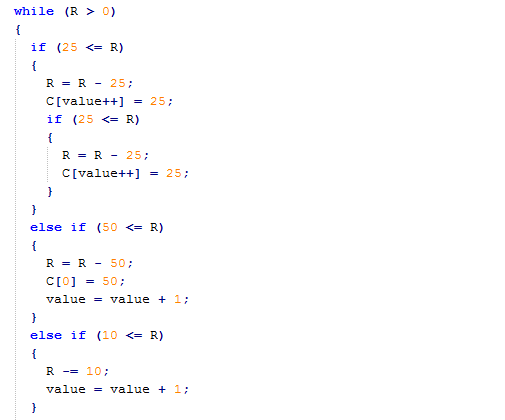 while (R > 0)
{
if (25 <= R)
{
R = R - 25;
C[value++] = 25;
if (25 <= R)
{
R = R - 25;
C[value++] = 25;
}
}
else if (50 <= R)
{
R = R - 50;
C[0] = 50;
value = value + 1;
}
else if (10 <= R)
{
R -= 10;
value = value + 1;
}